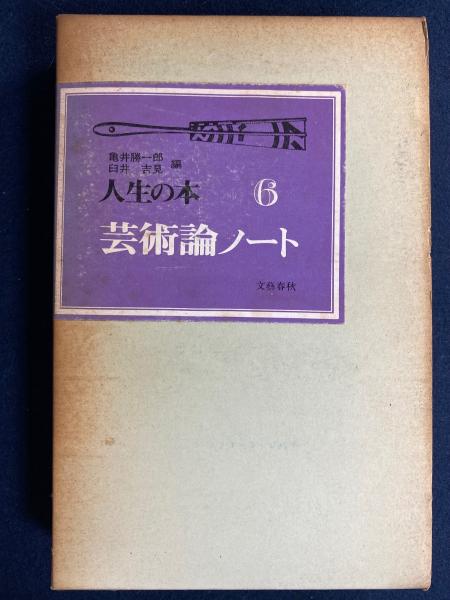 亀井勝一郎
臼井吉見 編
人生の本 6
芸術論ノート
文藝春秋